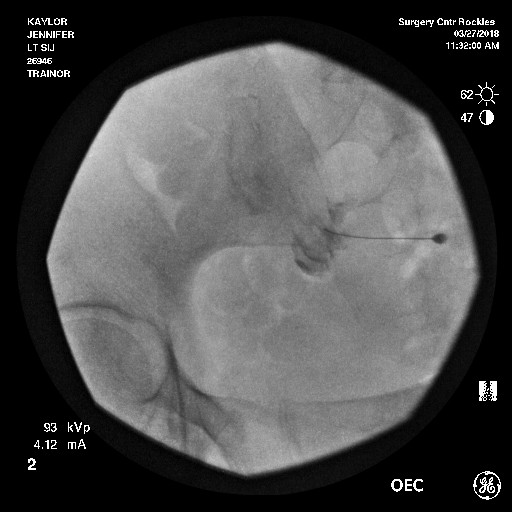 KAYLOR
JENNIFER
LT SIJ
26946
TRAINOR
Surgery Cntr Rockies
03/27/2018
11:32:00 AM
62
47
93 kVp
4.12 mA
2
OEC
GE